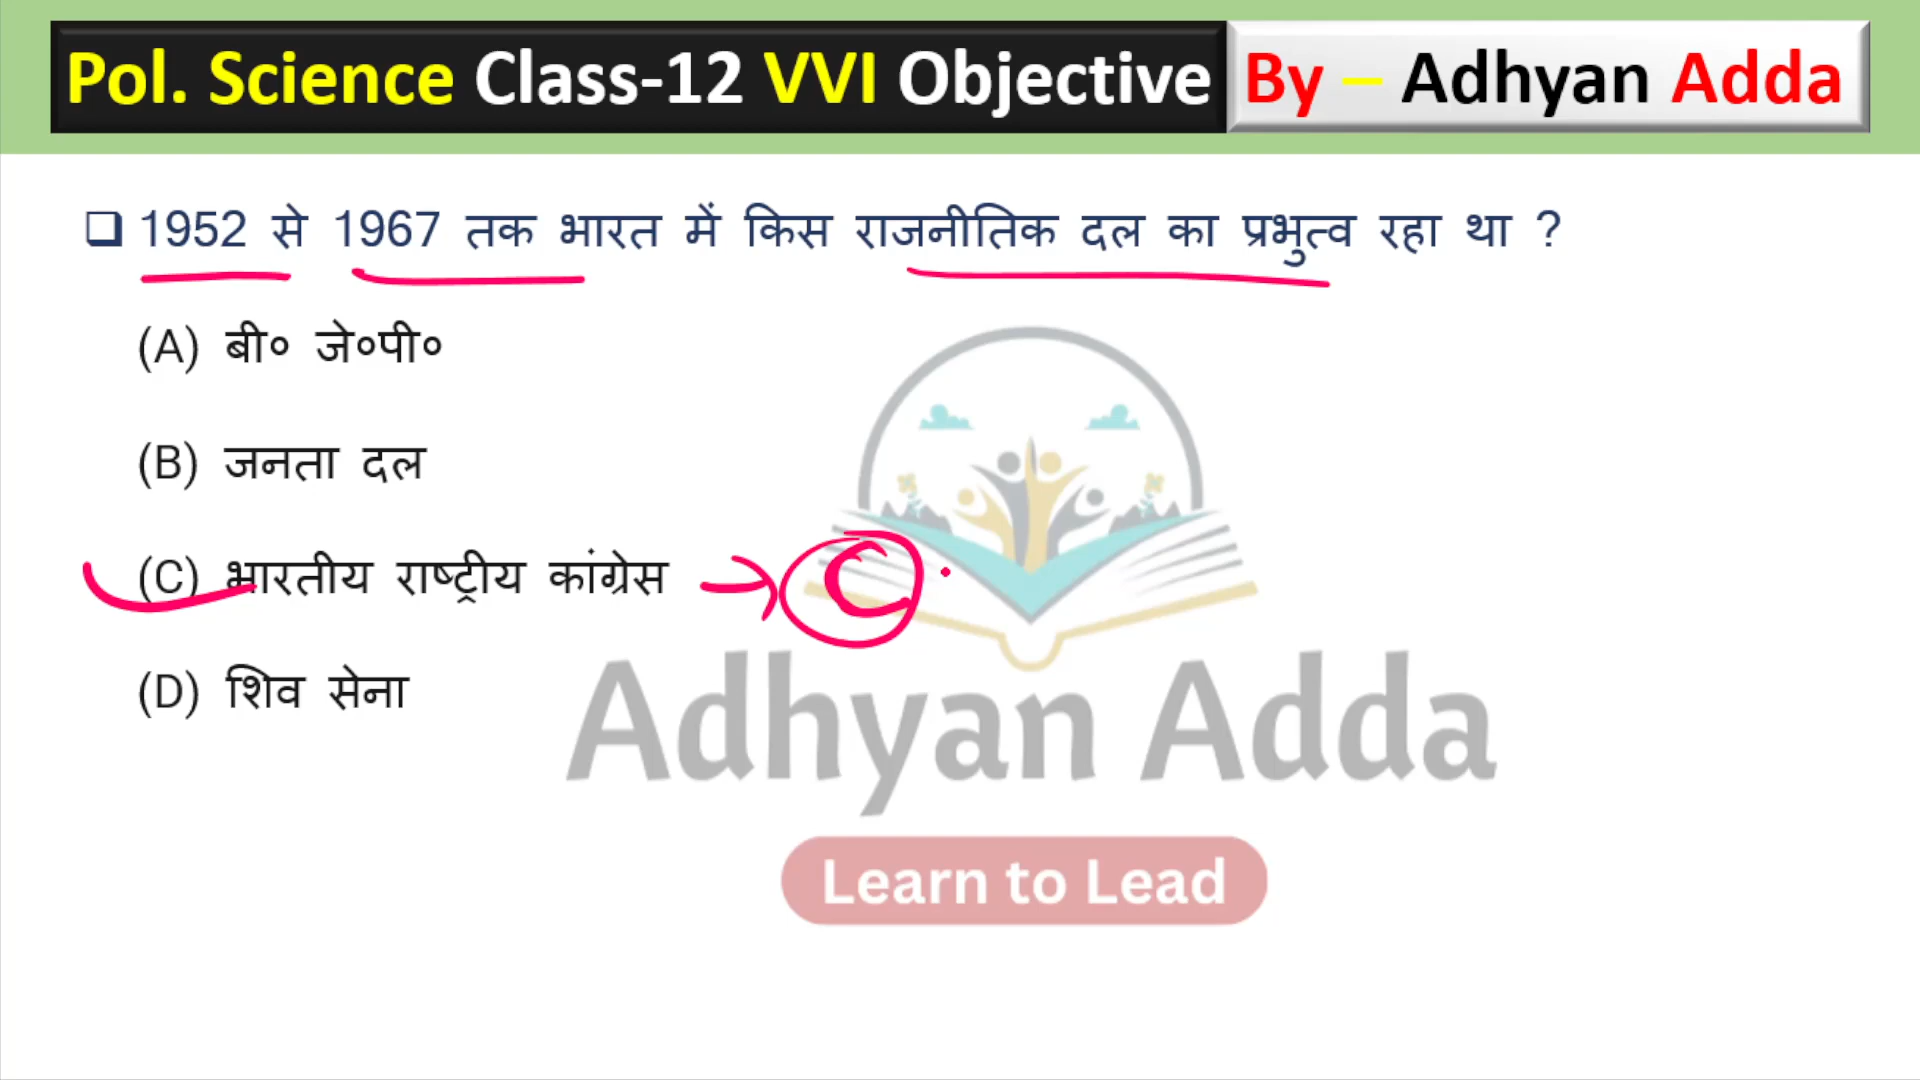 Pol. Science Class-12 VVI Objective By – Adhyan Adda
❑ 1952 से 1967 तक भारत में किस राजनीतिक दल का प्रभुत्व रहा था ?
(A) बी० जे०पी०
(B) जनता दल
(C) भारतीय राष्ट्रीय कांग्रेस → C
(D) शिव सेना
Adhyan Adda
Learn to Lead